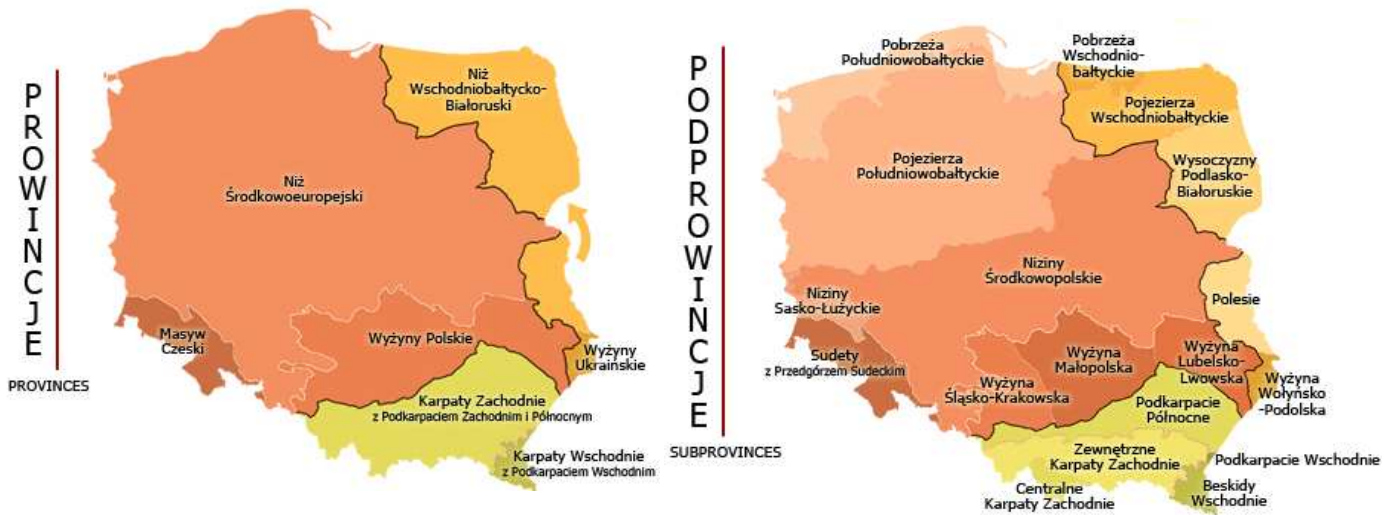 PROWINCJE
PROVINCES
Niż
Wschodniobałtycko-
Białoruski
Niż
Środkowoeuropejski
Masyw
Czeski
Wyżyny Polskie
Wyżyny
Ukraińskie
Karpaty Zachodnie
z Podkarpaciem Zachodnim i Północnym
Karpaty Wschodnie
z Podkarpaciem Wschodnim
PODPROWINCJE
SUBPROVINCES
Pobrzeża
Południowobałtyckie
Pobrzeża
Wschodnio-
bałtyckie
Pojezierza
Wschodniobałtyckie
Pojezierza
Południowobałtyckie
Wysoczyzny
Podlasko-
Białoruskie
Niziny
Środkowopolskie
Niziny
Sasko-Łużyckie
Polesie
Sudety
z Przedgórzem Sudeckim
Wyżyna
Śląsko-Krakowska
Wyżyna
Małopolska
Wyżyna
Lubelsko-
Lwowska
Wyżyna
Wołyńsko
-Podolska
Podkarpacie
Północne
Zewnętrzne
Karpaty Zachodnie
Podkarpacie Wschodnie
Centralne
Karpaty Zachodnie
Beskidy
Wschodnie